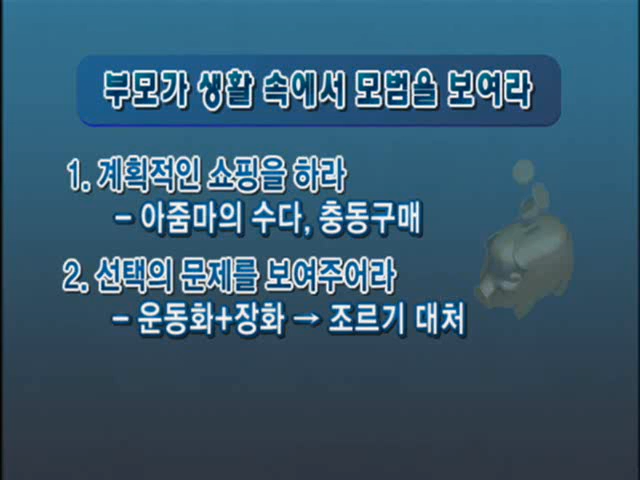 부모가 생활 속에서 모범을 보여라
1. 계획적인 쇼핑을 하라
- 아줌마의 수다, 충동구매
2. 선택의 문제를 보여주어라
- 운동화+장화 → 조르기 대처